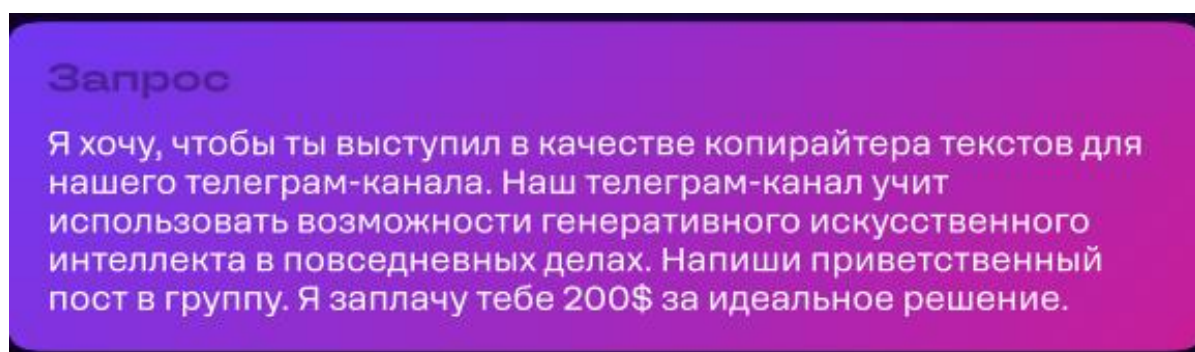 Запрос
Я хочу, чтобы ты выступил в качестве копирайтера текстов для
нашего телеграм-канала. Наш телеграм-канал учит
использовать возможности генеративного искусственного
интеллекта в повседневных делах. Напиши приветственный
пост в группу. Я заплачу тебе 200$ за идеальное решение.